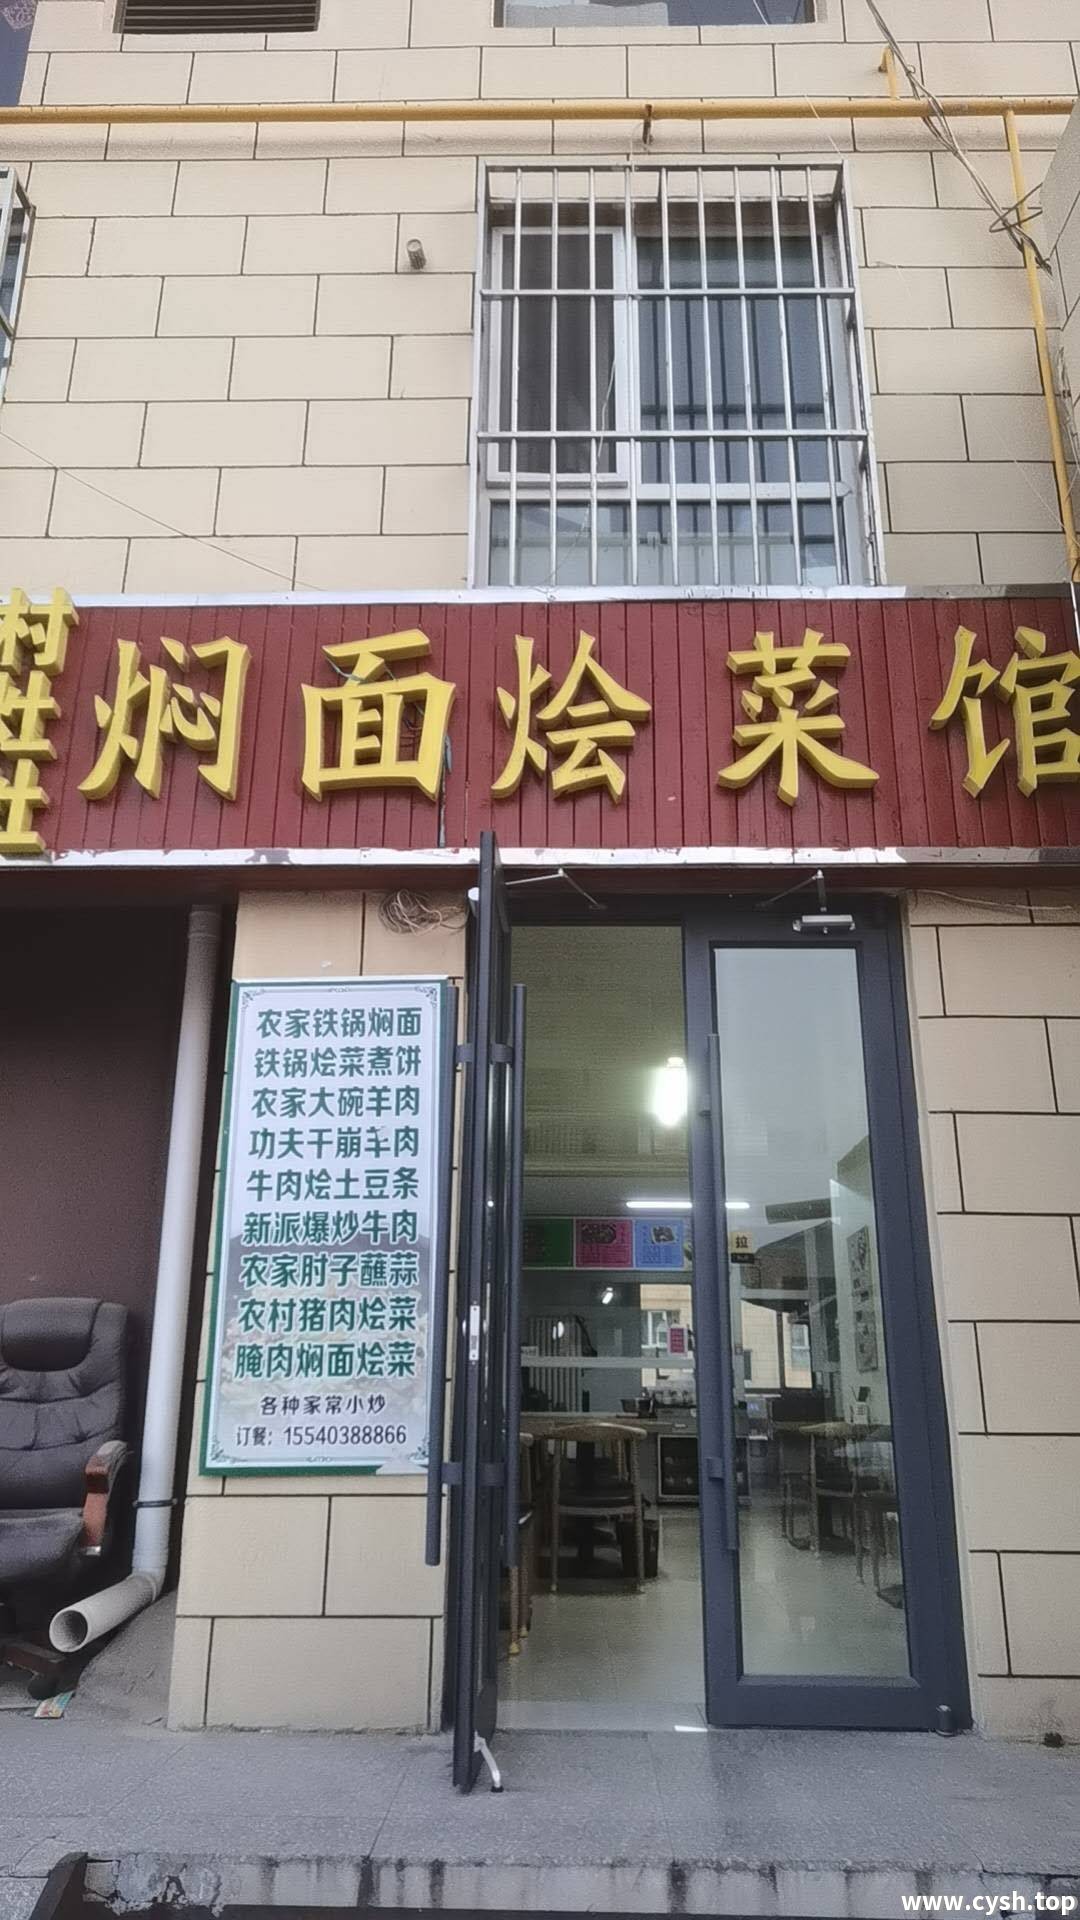 村姓姓焖面烩菜馆
农家铁锅焖面
铁锅烩菜煮饼
农家大碗羊肉
功夫干崩羊肉
牛肉烩土豆条
新派爆炒牛肉
农家肘子蘸蒜
农村猪肉烩菜
腌肉焖面烩菜
各种家常小炒
订餐：15540388866
拉
www.cysh.top